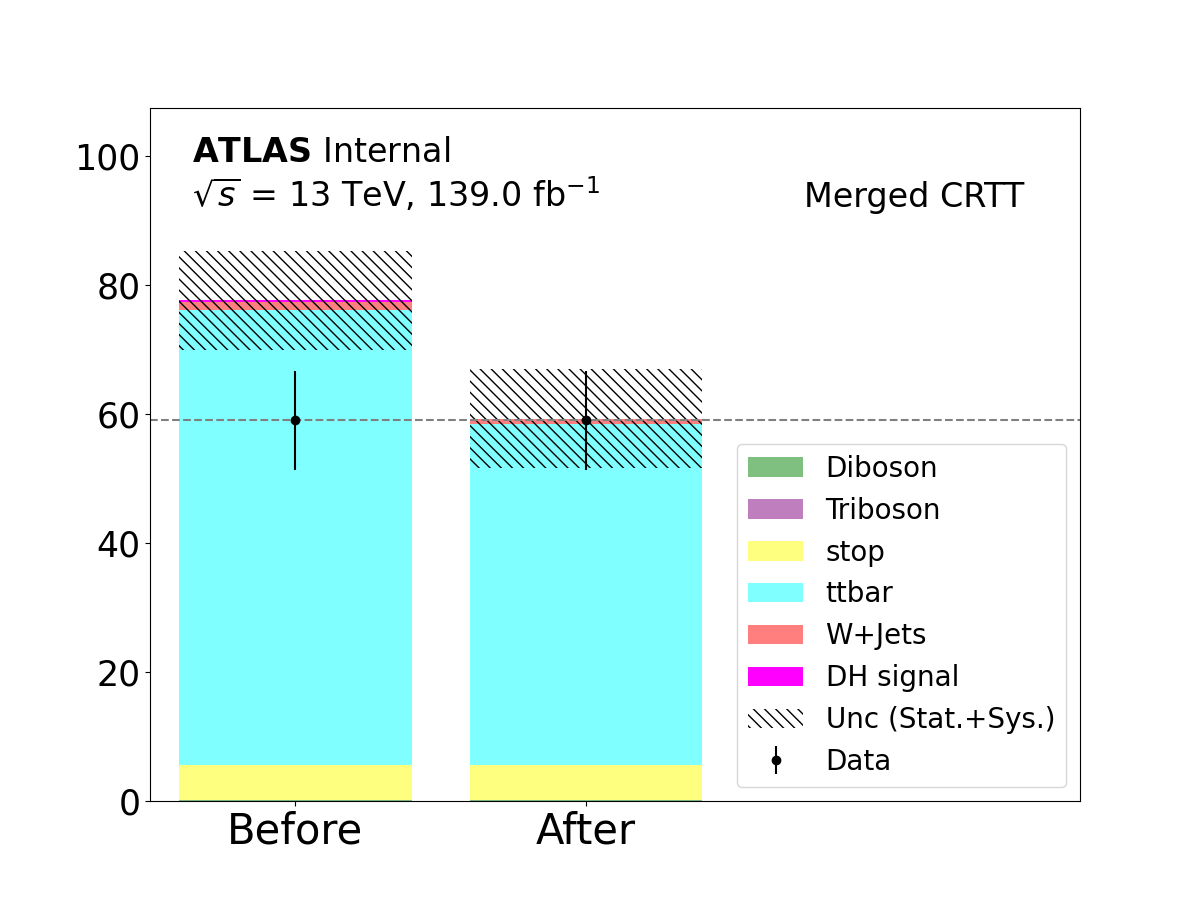 ATLAS Internal
√s = 13 TeV, 139.0 fb⁻¹
Merged CRTT
100
80
60
40
20
0
Before
After
Diboson
Triboson
stop
ttbar
W+Jets
DH signal
Unc (Stat.+Sys.)
Data